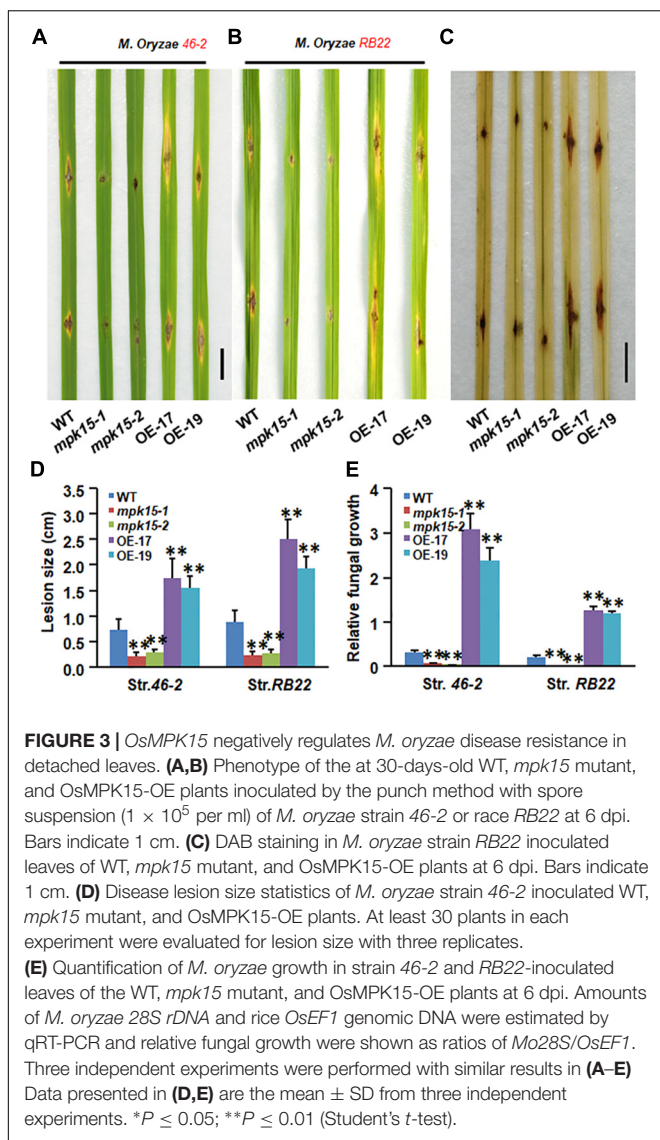 A
M. Oryzae 46-2
B
M. Oryzae RB22
C
WT
mpk15-1
mpk15-2
OE-17
OE-19
WT
mpk15-1
mpk15-2
OE-17
OE-19
WT
mpk15-1
mpk15-2
OE-17
OE-19
D
Lesion size (cm)
3.5
3.0
2.5
2.0
1.5
1.0
0.5
0.0
WT
mpk15-1
mpk15-2
OE-17
OE-19
** ** ** **
** ** ** **
Str.46-2
Str.RB22
E
Relative fungal growth
4
3
2
1
0
WT
mpk15-1
mpk15-2
OE-17
OE-19
** ** ** **
** ** ** **
Str. 46-2
Str. RB22
FIGURE 3 | OsMPK15 negatively regulates M. oryzae disease resistance in
detached leaves. (A,B) Phenotype of the at 30-days-old WT, mpk15 mutant,
and OsMPK15-OE plants inoculated by the punch method with spore
suspension (1 × 10⁵ per ml) of M. oryzae strain 46-2 or race RB22 at 6 dpi.
Bars indicate 1 cm. (C) DAB staining in M. oryzae strain RB22 inoculated
leaves of WT, mpk15 mutant, and OsMPK15-OE plants at 6 dpi. Bars indicate
1 cm. (D) Disease lesion size statistics of M. oryzae strain 46-2 inoculated WT,
mpk15 mutant, and OsMPK15-OE plants. At least 30 plants in each
experiment were evaluated for lesion size with three replicates.
(E) Quantification of M. oryzae growth in strain 46-2 and RB22-inoculated
leaves of the WT, mpk15 mutant, and OsMPK15-OE plants at 6 dpi. Amounts
of M. oryzae 28S rDNA and rice OsEF1 genomic DNA were estimated by
qRT-PCR and relative fungal growth were shown as ratios of Mo28S/OsEF1.
Three independent experiments were performed with similar results in (A–E)
Data presented in (D,E) are the mean ± SD from three independent
experiments. *P ≤ 0.05; **P ≤ 0.01 (Student's t-test).